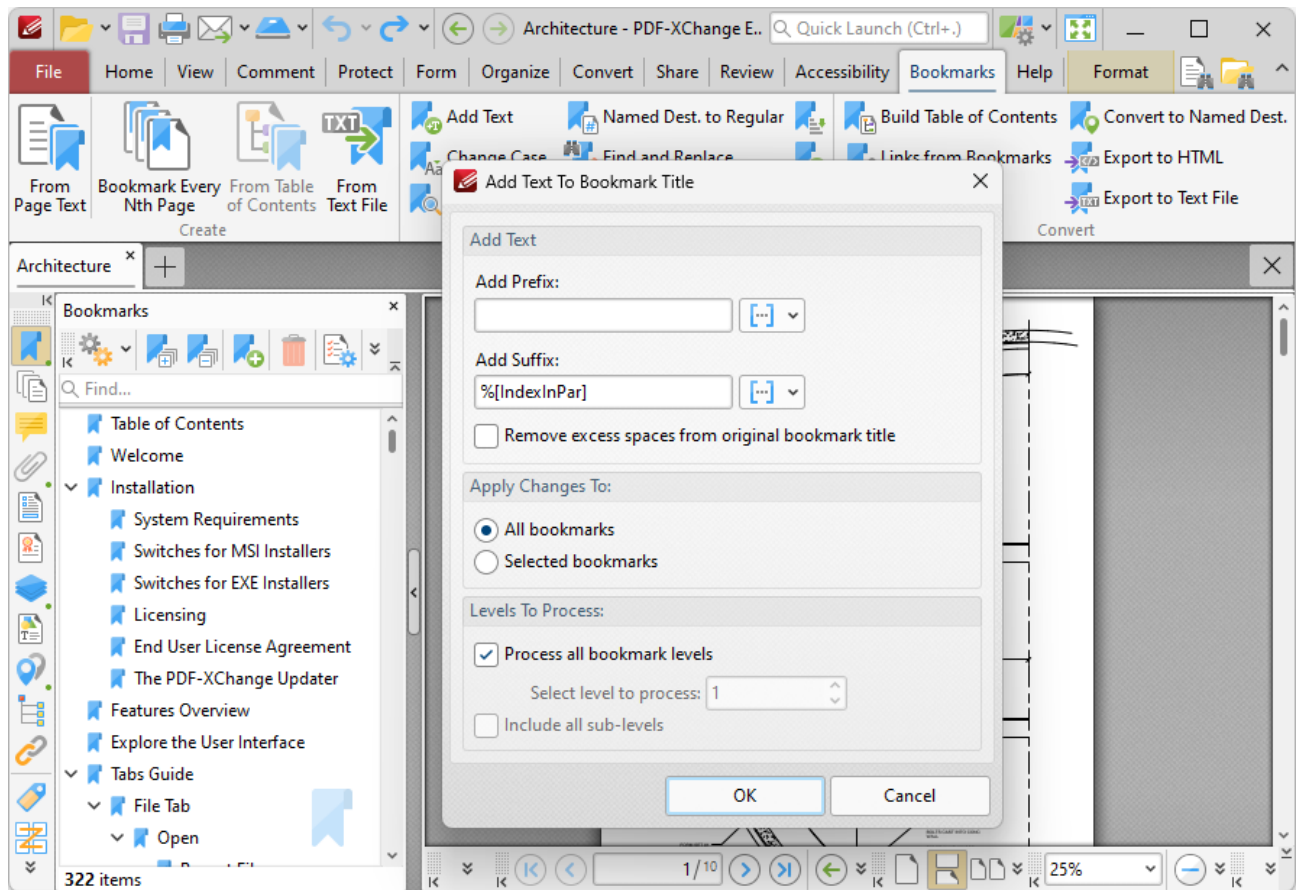 Architecture - PDF-XChange E.. Quick Launch (Ctrl+.)
File Home View Comment Protect Form Organize Convert Share Review Accessibility Bookmarks Help Format
From Page Text
Bookmark Every Nth Page
From Table of Contents
TXT
From Text File
Create
Add Text
Named Dest. to Regular
Build Table of Contents
Convert to Named Dest.
Change Case
Find and Replace
Links from Bookmarks
Export to HTML
Export to Text File
Convert
Architecture
Bookmarks
Find...
Table of Contents
Welcome
Installation
System Requirements
Switches for MSI Installers
Switches for EXE Installers
Licensing
End User License Agreement
The PDF-XChange Updater
Features Overview
Explore the User Interface
Tabs Guide
File Tab
Open
322 items
Add Text To Bookmark Title
Add Text
Add Prefix:
Add Suffix:
%[IndexInPar]
Remove excess spaces from original bookmark title
Apply Changes To:
All bookmarks
Selected bookmarks
Levels To Process:
Process all bookmark levels
Select level to process: 1
Include all sub-levels
OK Cancel
1/10
25%